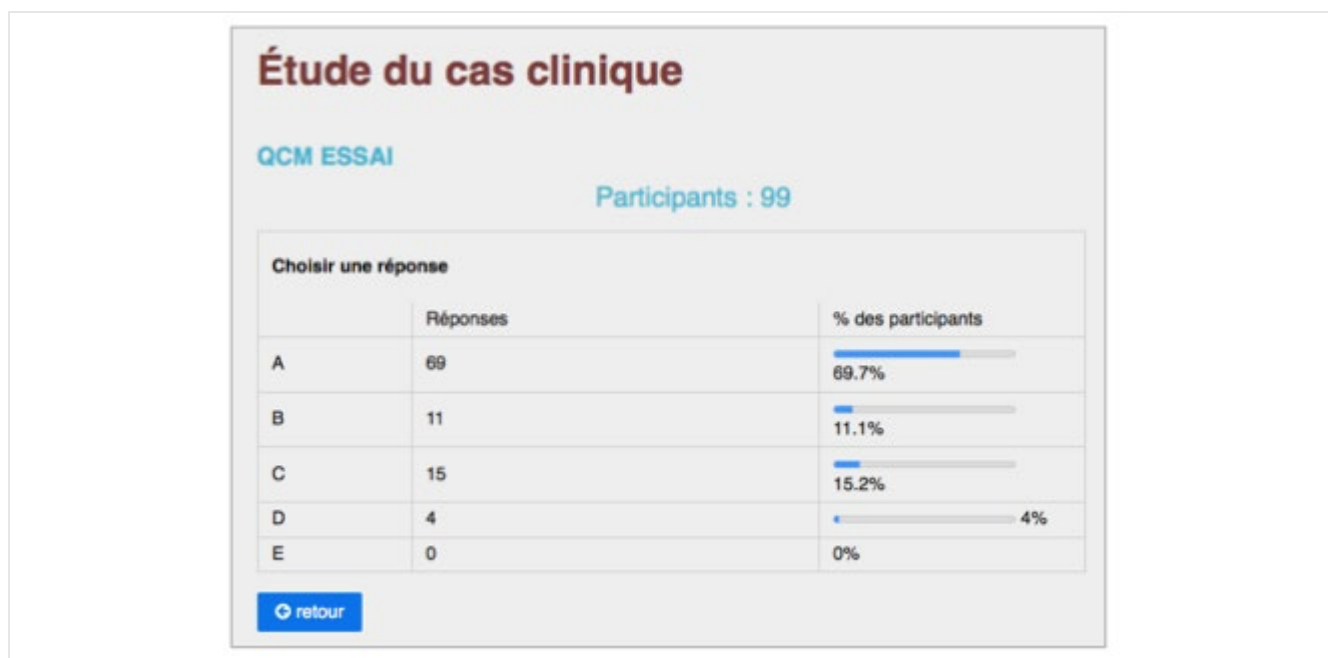 Étude du cas clinique
QCM ESSAI
Participants : 99
Choisir une réponse
Réponses % des participants
A 69 69.7%
B 11 11.1%
C 15 15.2%
D 4 4%
E 0 0%
retour